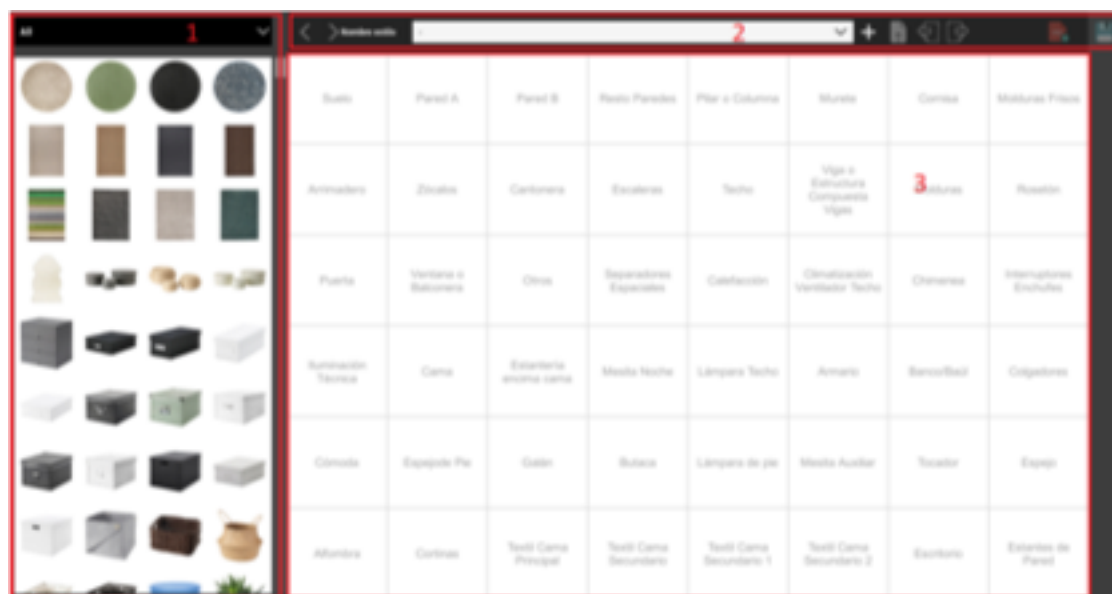 All
1
Nombre estilo
2
Suelo
Pared A
Pared B
Resto Paredes
Pilar o Columna
Murete
Cornisa
Molduras Frisos
Arrimadero
Zócalos
Cantonera
Escaleras
Techo
Viga o
Estructura
Compuesta
Vigas
3
Rosetón
Puerta
Ventana o
Balconera
Otros
Separadores
Espaciales
Calefacción
Climatización
Ventilador Techo
Chimenea
Interruptores
Enchufes
Iluminación
Técnica
Cama
Estantería
encima cama
Mesita Noche
Lámpara Techo
Armario
Banco/Baúl
Colgadores
Cómoda
Espejode Pie
Galán
Butaca
Lámpara de pie
Mesita Auxiliar
Tocador
Espejo
Alfombra
Cortinas
Textil Cama
Principal
Textil Cama
Secundario
Textil Cama
Secundario 1
Textil Cama
Secundario 2
Escritorio
Estantes de
Pared